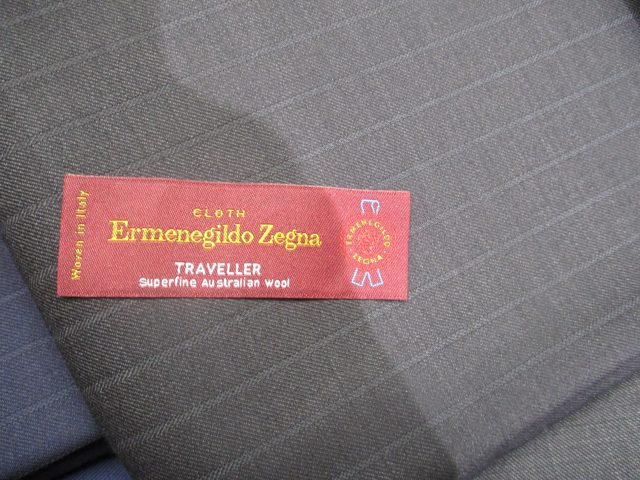 Woven in Italy
CLOTH
Ermenegildo Zegna
TRAVELLER
Superfine Australian Wool
ERMENEGILDO
ZEGNA